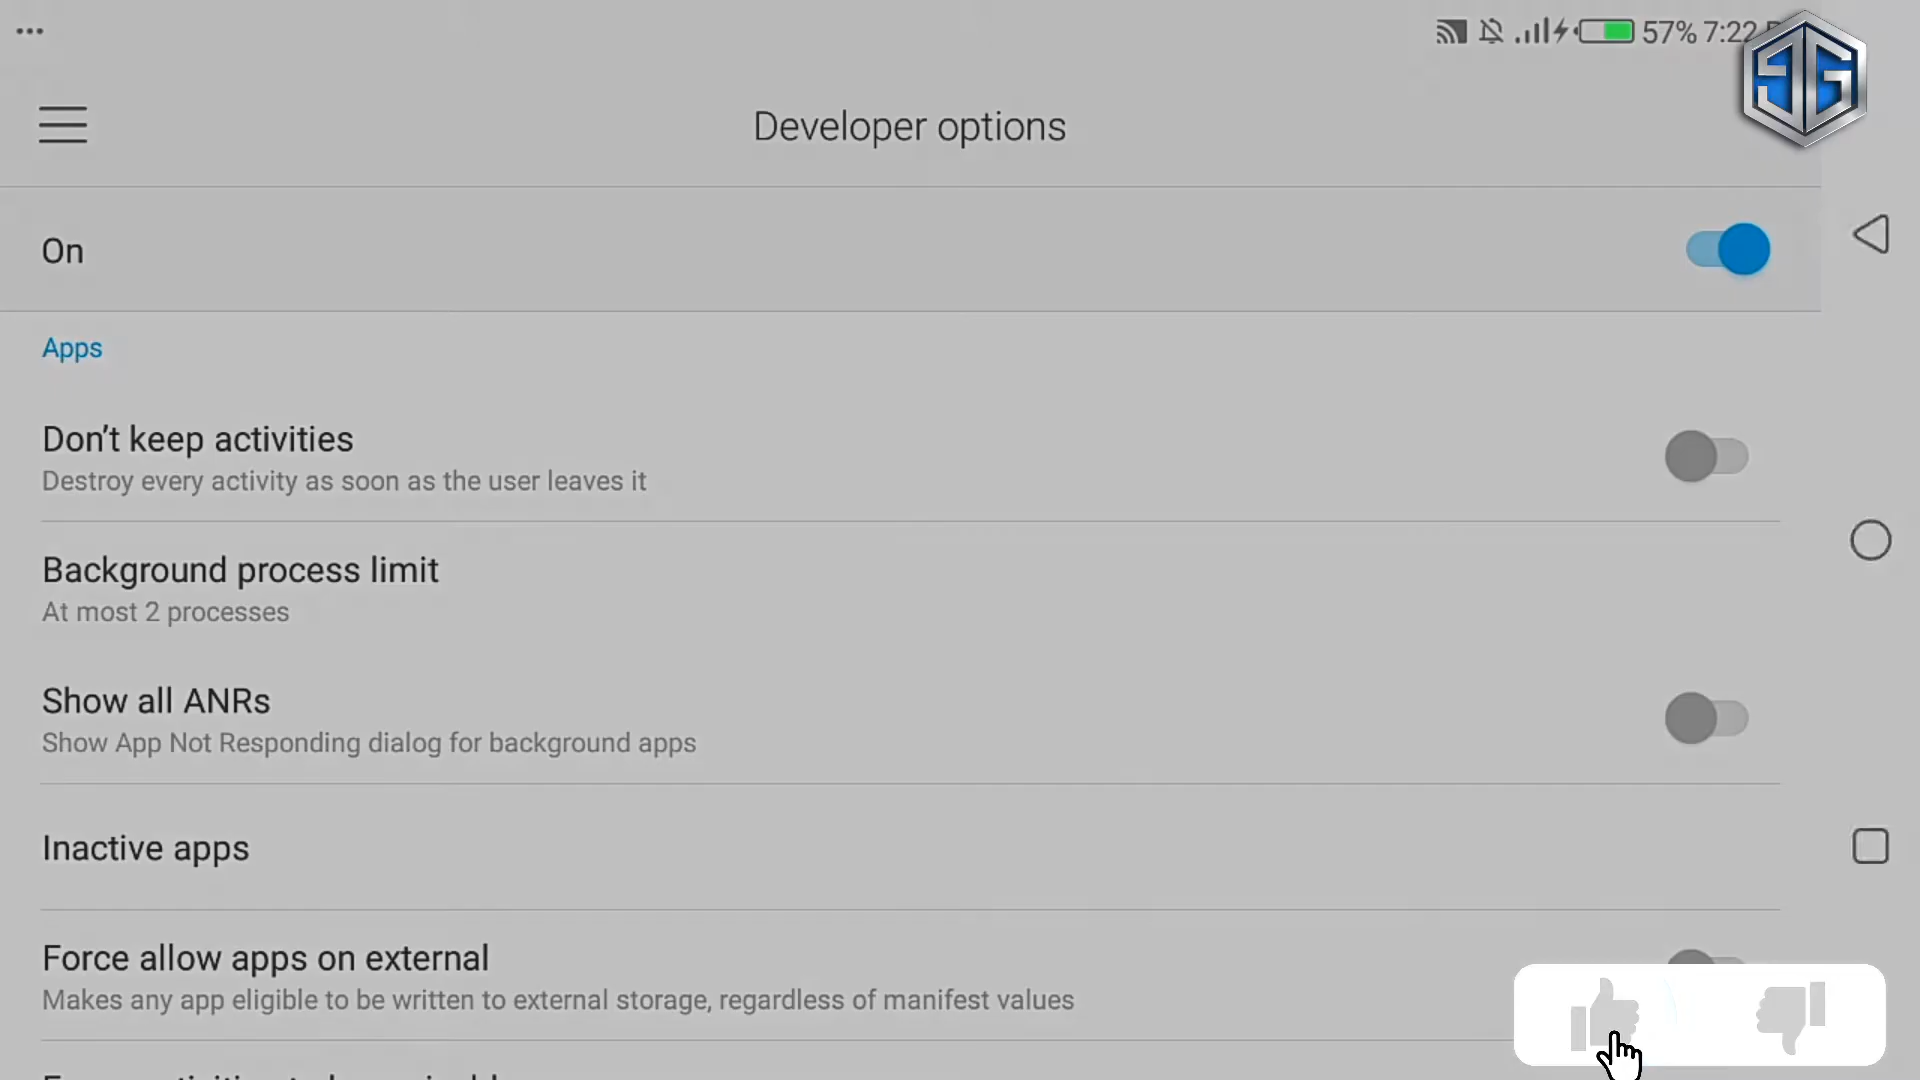 57% 7:22
Developer options
On
Apps
Don't keep activities
Destroy every activity as soon as the user leaves it
Background process limit
At most 2 processes
Show all ANRs
Show App Not Responding dialog for background apps
Inactive apps
Force allow apps on external
Makes any app eligible to be written to external storage, regardless of manifest values